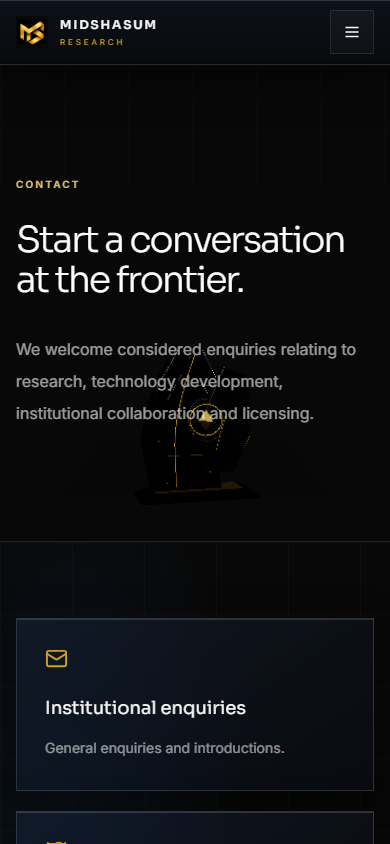 MIDSHASUM
RESEARCH
CONTACT
Start a conversation
at the frontier.
We welcome considered enquiries relating to
research, technology development,
institutional collaboration and licensing.
Institutional enquiries
General enquiries and introductions.